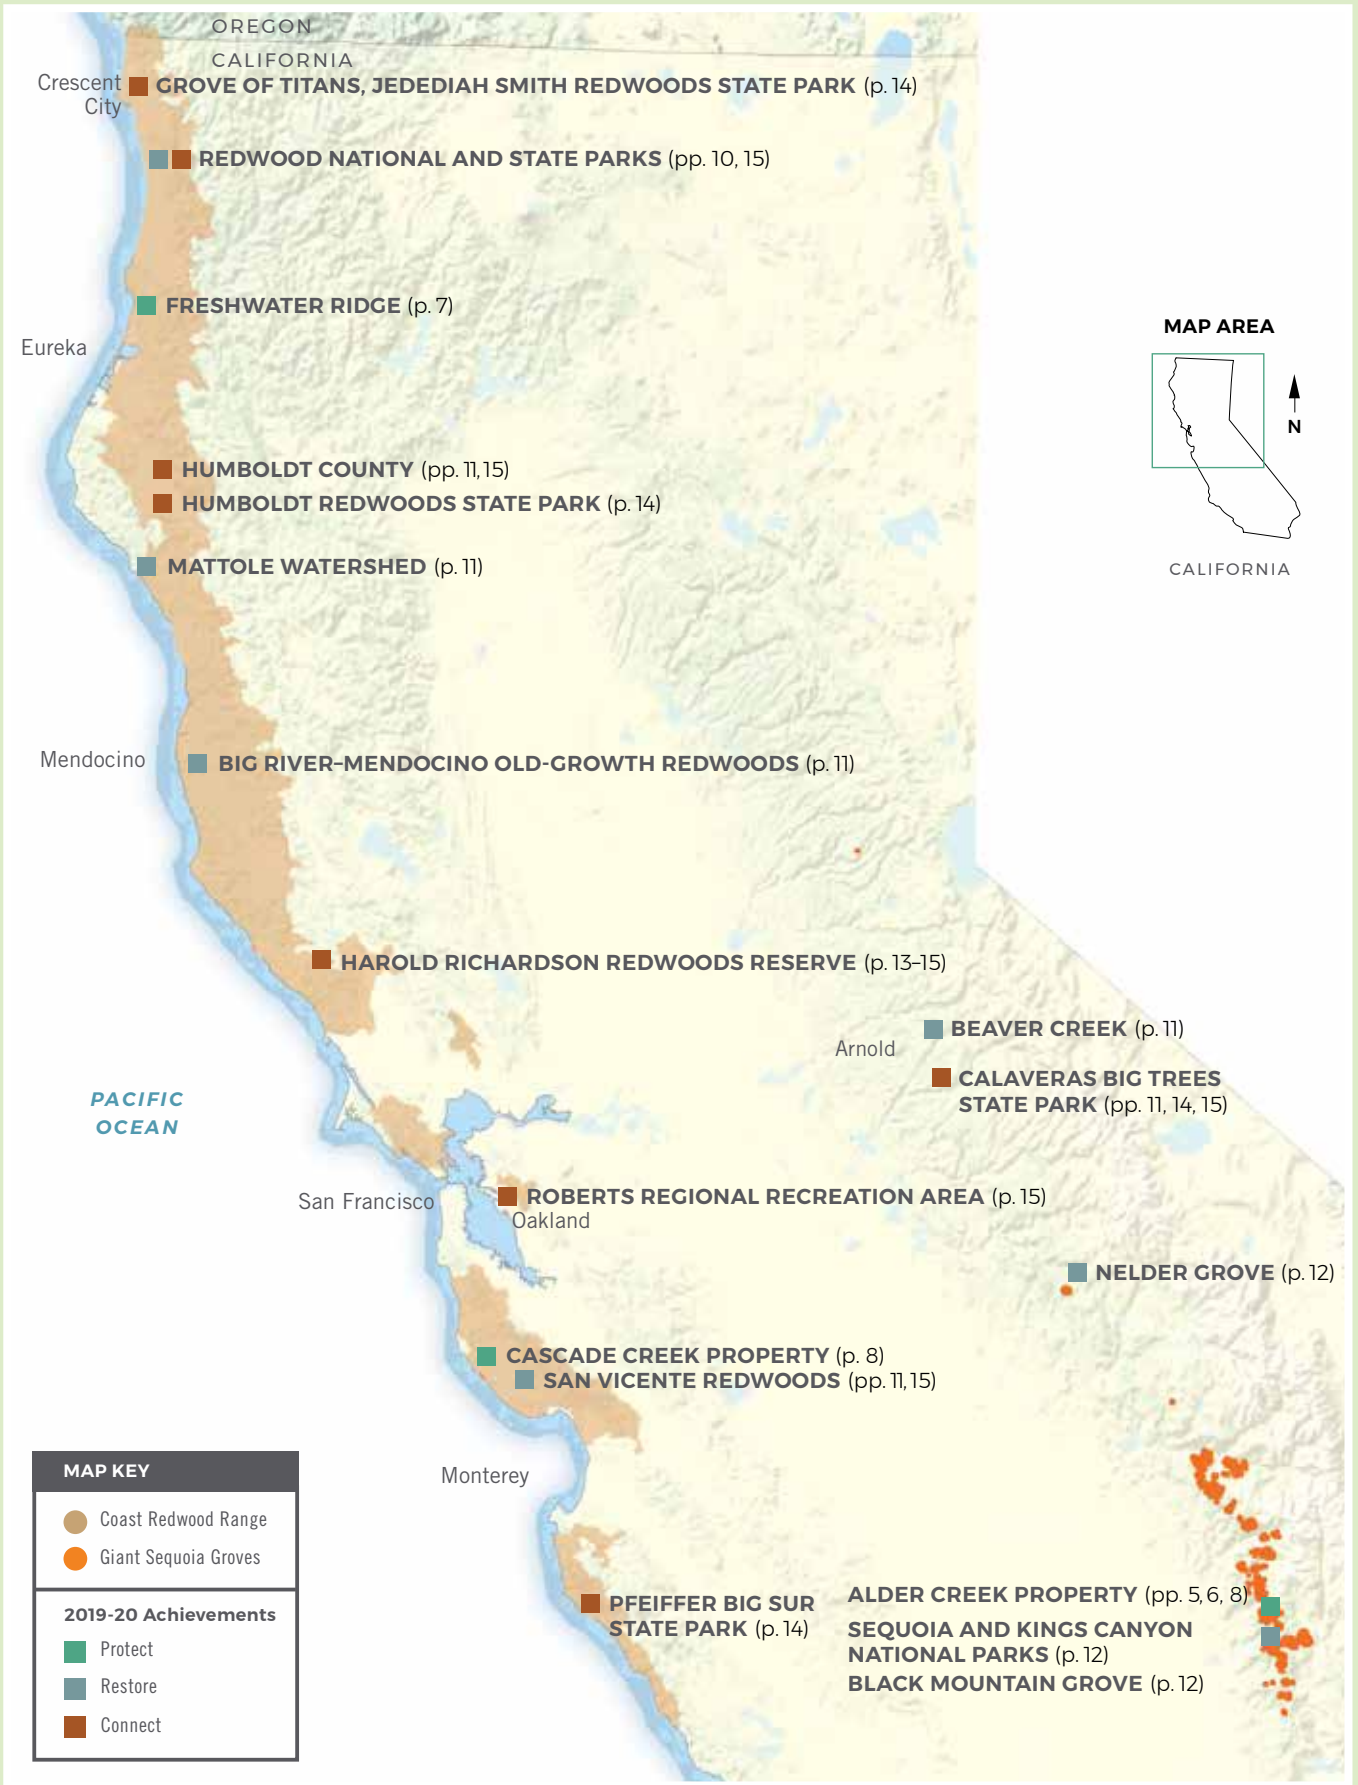 OREGON
CALIFORNIA
Crescent
City
GROVE OF TITANS, JEDEDIAH SMITH REDWOODS STATE PARK (p. 14)
REDWOOD NATIONAL AND STATE PARKS (pp. 10, 15)
FRESHWATER RIDGE (p. 7)
Eureka
MAP AREA
N
CALIFORNIA
HUMBOLDT COUNTY (pp. 11, 15)
HUMBOLDT REDWOODS STATE PARK (p. 14)
MATTOLE WATERSHED (p. 11)
Mendocino
BIG RIVER–MENDOCINO OLD-GROWTH REDWOODS (p. 11)
HAROLD RICHARDSON REDWOODS RESERVE (p. 13–15)
BEAVER CREEK (p. 11)
Arnold
CALAVERAS BIG TREES
STATE PARK (pp. 11, 14, 15)
PACIFIC
OCEAN
San Francisco
ROBERTS REGIONAL RECREATION AREA (p. 15)
Oakland
NELDER GROVE (p. 12)
CASCADE CREEK PROPERTY (p. 8)
SAN VICENTE REDWOODS (pp. 11, 15)
Monterey
PFEIFFER BIG SUR
STATE PARK (p. 14)
ALDER CREEK PROPERTY (pp. 5, 6, 8)
SEQUOIA AND KINGS CANYON
NATIONAL PARKS (p. 12)
BLACK MOUNTAIN GROVE (p. 12)
MAP KEY
Coast Redwood Range
Giant Sequoia Groves
2019-20 Achievements
Protect
Restore
Connect